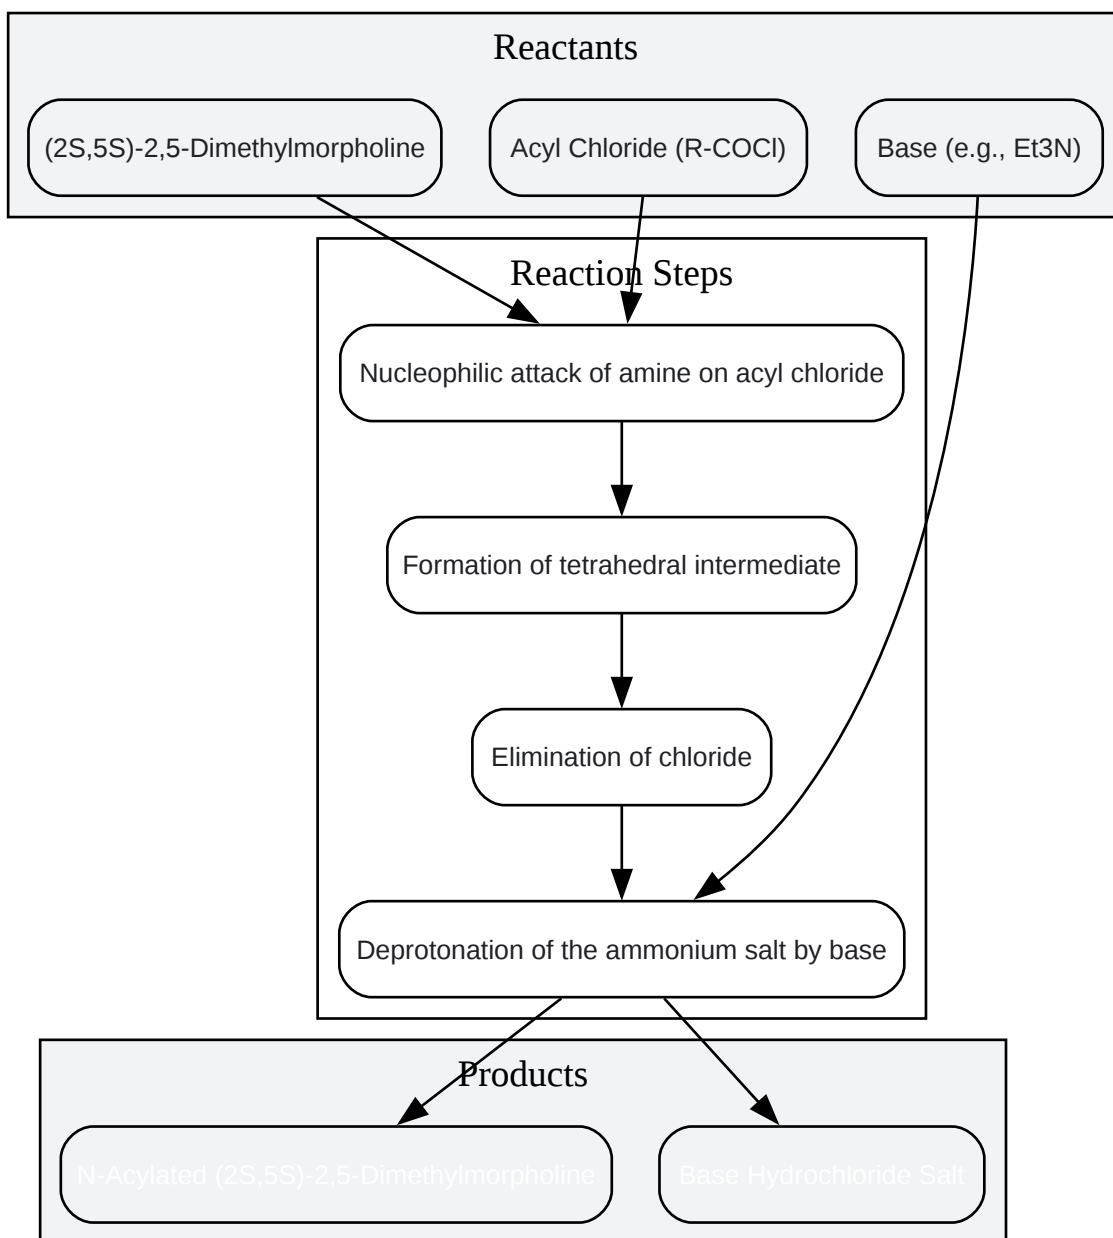 Reactants
(2S,5S)-2,5-Dimethylmorpholine
Acyl Chloride (R-COCl)
Base (e.g., Et3N)
Reaction Steps
Nucleophilic attack of amine on acyl chloride
Formation of tetrahedral intermediate
Elimination of chloride
Deprotonation of the ammonium salt by base
Products
N-Acylated (2S,5S)-2,5-Dimethylmorpholine
Base Hydrochloride Salt